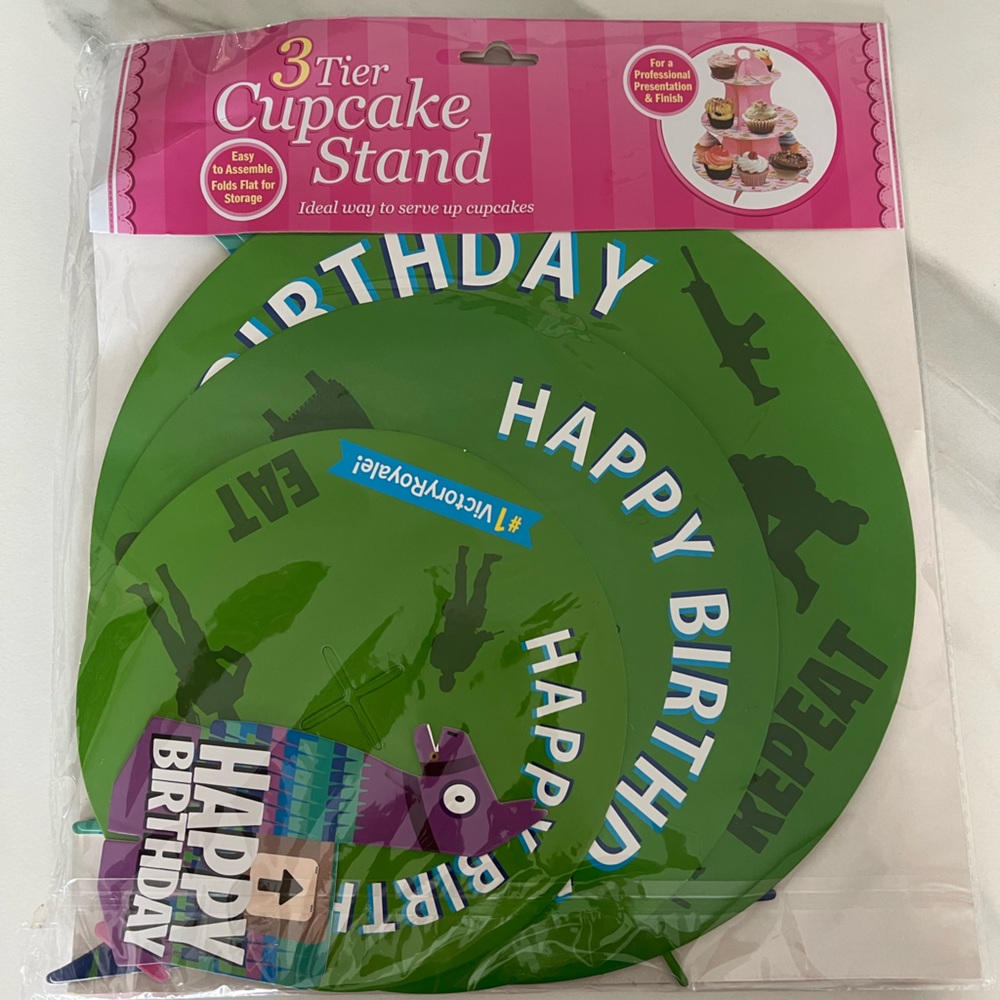 3 Tier
Cupcake
Stand
Ideal way to serve up cupcakes
Easy
to Assemble
Folds Flat for
Storage
For a
Professional
Presentation
& Finish
BIRTHDAY
HAPPY BIRTHD
REPEAT
EAT
#1 VictoryRoyale!
HAPPY BIRTH
HAPPY
BIRTHDAY